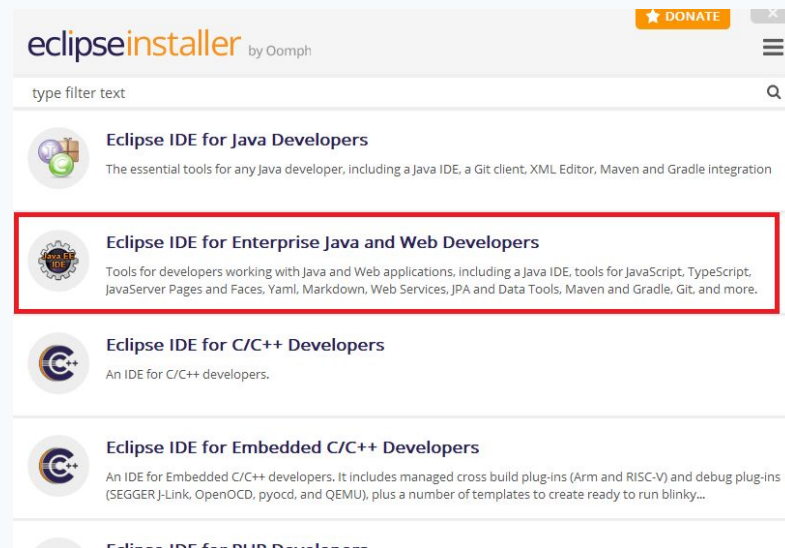 DONATE
eclipseinstaller by Oomph
type filter text
Eclipse IDE for Java Developers
The essential tools for any Java developer, including a Java IDE, a Git client, XML Editor, Maven and Gradle integration
Java EE
IDE
Eclipse IDE for Enterprise Java and Web Developers
Tools for developers working with Java and Web applications, including a Java IDE, tools for JavaScript, TypeScript,
JavaServer Pages and Faces, Yaml, Markdown, Web Services, JPA and Data Tools, Maven and Gradle, Git, and more.
C++
Eclipse IDE for C/C++ Developers
An IDE for C/C++ developers.
C++
Eclipse IDE for Embedded C/C++ Developers
An IDE for Embedded C/C++ developers. It includes managed cross build plug-ins (Arm and RISC-V) and debug plug-ins
(SEGGER J-Link, OpenOCD, pyocd, and QEMU), plus a number of templates to create ready to run blinky...
Eclipse IDE for PHP Developers